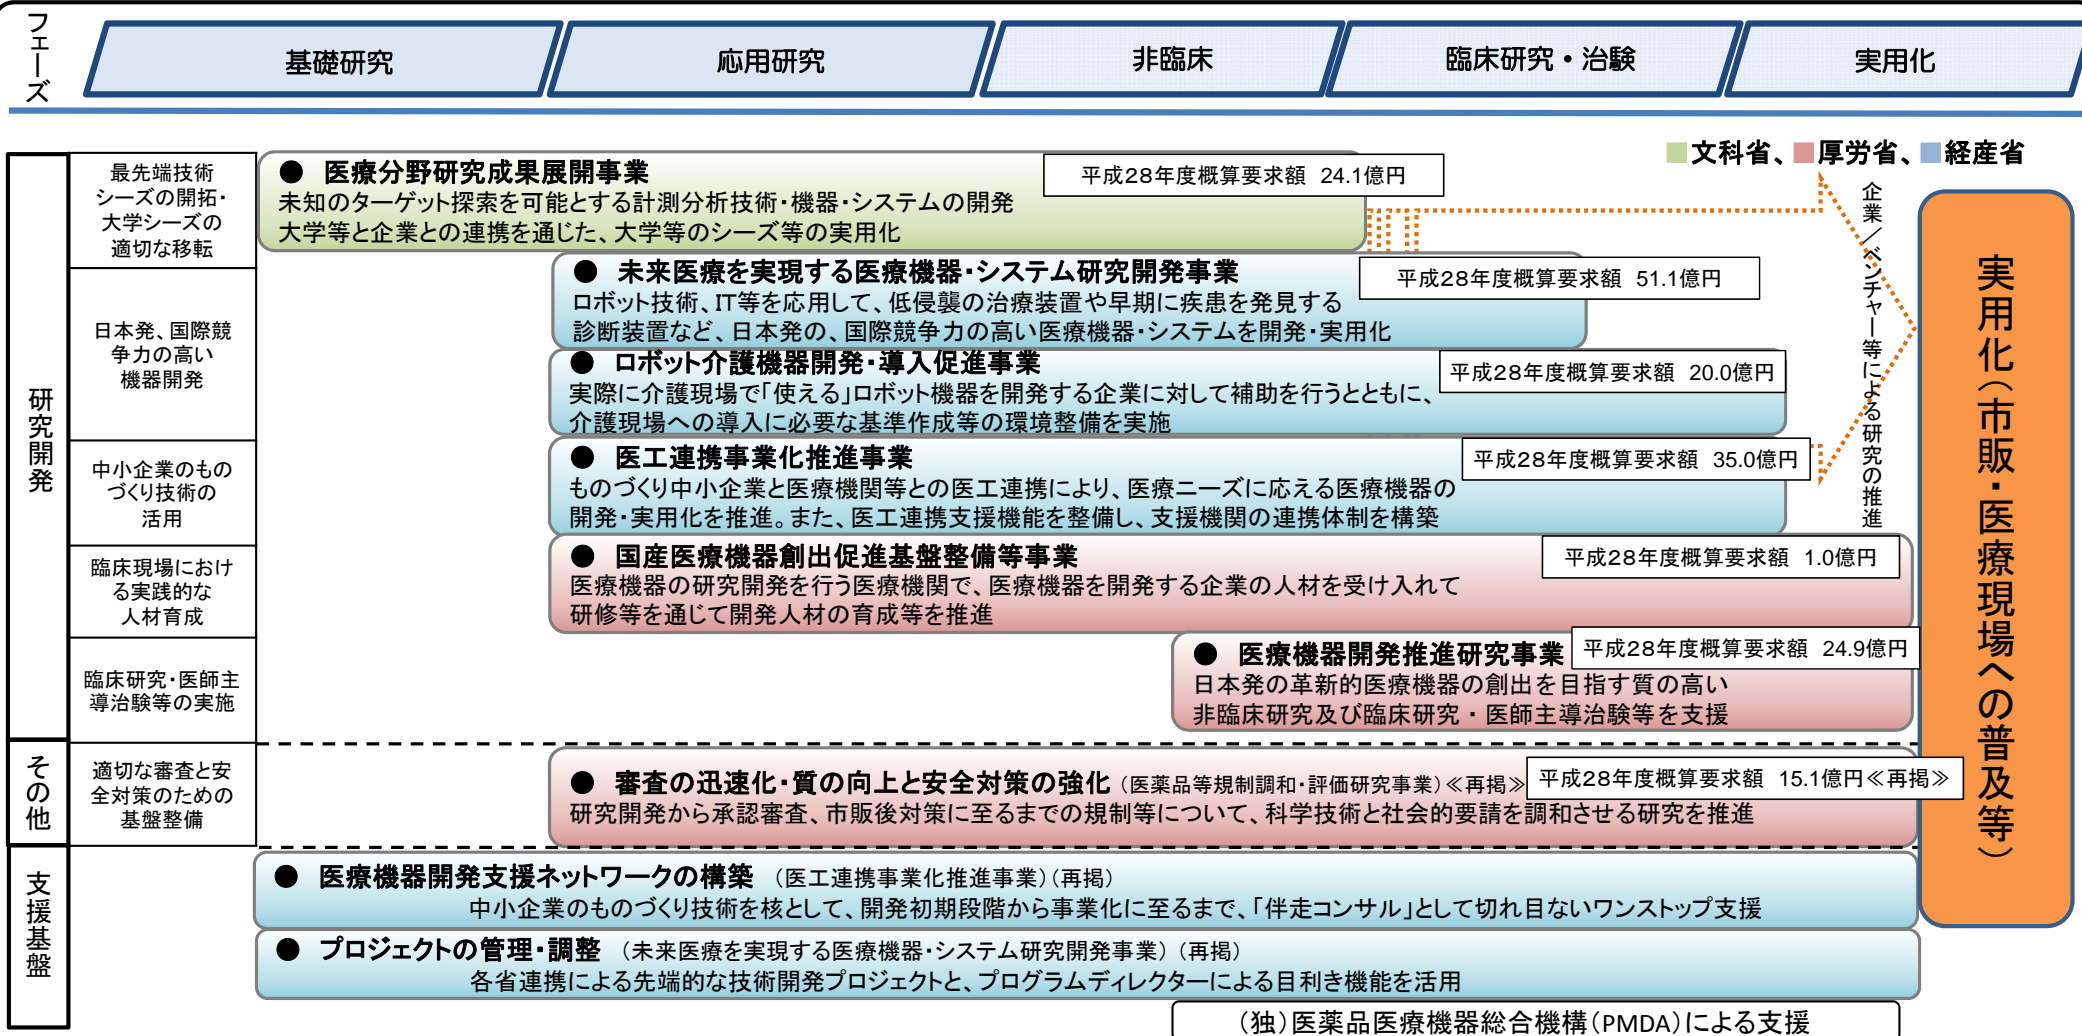 フェーズ
基礎研究
応用研究
非臨床
臨床研究・治験
実用化
■文科省、■厚労省、■経産省
研究開発
最先端技術
シーズの開拓・
大学シーズの
適切な移転
● 医療分野研究成果展開事業
平成28年度概算要求額 24.1億円
未知のターゲット探索を可能とする計測分析技術・機器・システムの開発
大学等と企業との連携を通じた、大学等のシーズ等の実用化
日本発、国際競
争力の高い
機器開発
● 未来医療を実現する医療機器・システム研究開発事業
平成28年度概算要求額 51.1億円
ロボット技術、IT等を応用して、低侵襲の治療装置や早期に疾患を発見する
診断装置など、日本発の、国際競争力の高い医療機器・システムを開発・実用化
● ロボット介護機器開発・導入促進事業
平成28年度概算要求額 20.0億円
実際に介護現場で「使える」ロボット機器を開発する企業に対して補助を行うとともに、
介護現場への導入に必要な基準作成等の環境整備を実施
中小企業のもの
づくり技術の
活用
● 医工連携事業化推進事業
平成28年度概算要求額 35.0億円
ものづくり中小企業と医療機関等との医工連携により、医療ニーズに応える医療機器の
開発・実用化を推進。また、医工連携支援機能を整備し、支援機関の連携体制を構築
臨床現場におけ
る実践的な
人材育成
● 国産医療機器創出促進基盤整備等事業
平成28年度概算要求額 1.0億円
医療機器の研究開発を行う医療機関で、医療機器を開発する企業の人材を受け入れて
研修等を通じて開発人材の育成等を推進
臨床研究・医師主
導治験等の実施
● 医療機器開発推進研究事業
平成28年度概算要求額 24.9億円
日本発の革新的医療機器の創出を目指す質の高い
非臨床研究及び臨床研究・医師主導治験等を支援
企業/ベンチャー等による研究の推進
実用化(市販・医療現場への普及等)
その他
適切な審査と安
全対策のための
基盤整備
● 審査の迅速化・質の向上と安全対策の強化(医薬品等規制調和・評価研究事業)≪再掲≫
平成28年度概算要求額 15.1億円≪再掲≫
研究開発から承認審査、市販後対策に至るまでの規制等について、科学技術と社会的要請を調和させる研究を推進
支援基盤
● 医療機器開発支援ネットワークの構築 (医工連携事業化推進事業)(再掲)
中小企業のものづくり技術を核として、開発初期段階から事業化に至るまで、「伴走コンサル」として切れ目ないワンストップ支援
● プロジェクトの管理・調整 (未来医療を実現する医療機器・システム研究開発事業)(再掲)
各省連携による先端的な技術開発プロジェクトと、プログラムディレクターによる目利き機能を活用
(独)医薬品医療機器総合機構(PMDA)による支援